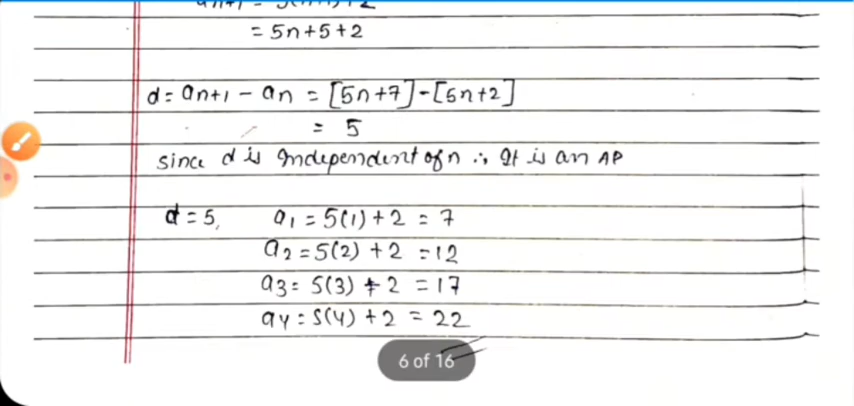 = 5n+5+2
d = an+1 - an = [5n+7] - [5n+2]
= 5
Since d is Independent of n ∴ It is an AP
d = 5, a1 = 5(1) + 2 = 7
a2 = 5(2) + 2 = 12
a3 = 5(3) + 2 = 17
a4 = 5(4) + 2 = 22
6 of 16